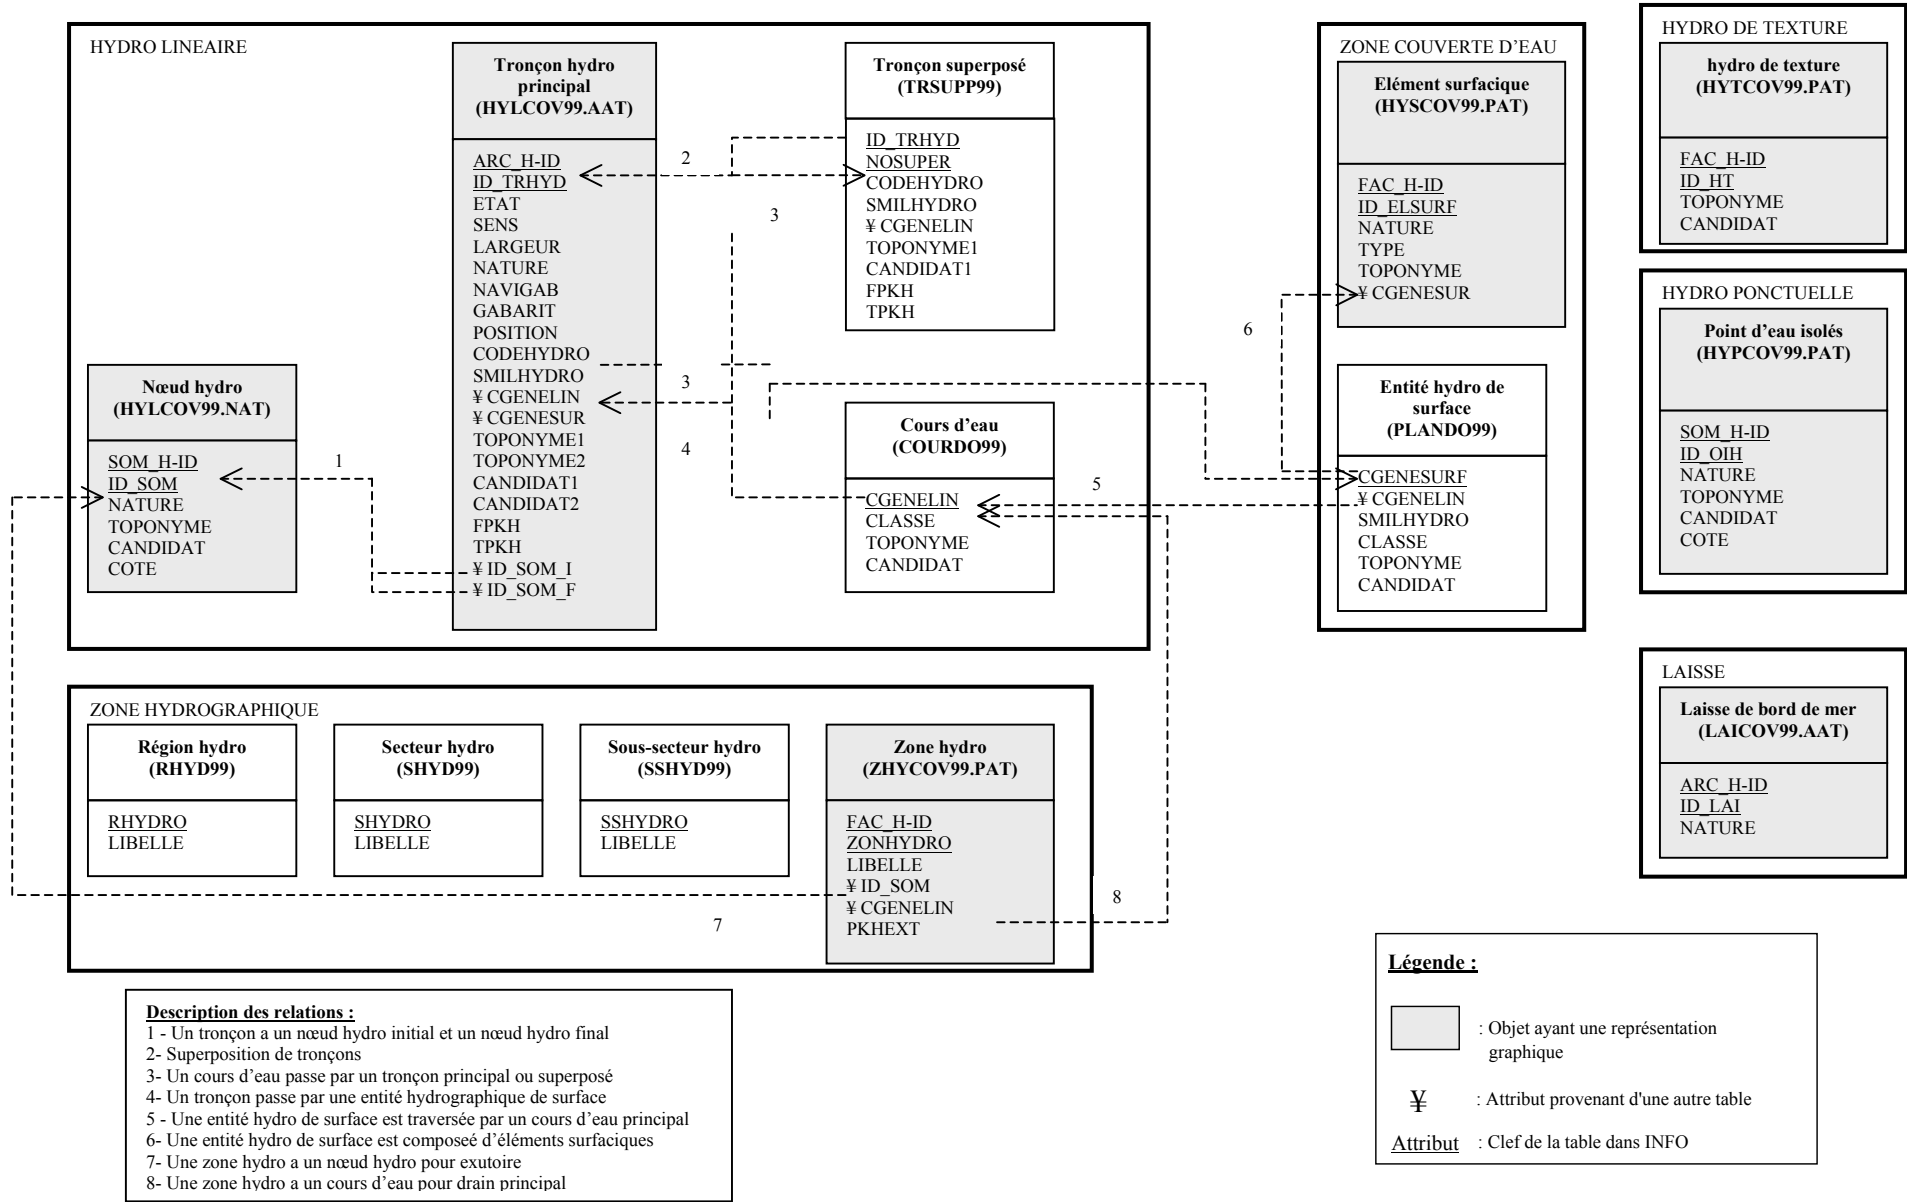 HYDRO LINEAIRE
Tronçon hydro
principal
(HYLCOV99.AAT)
ARC_H-ID
ID_TRHYD
ETAT
SENS
LARGEUR
NATURE
NAVIGAB
GABARIT
POSITION
CODEHYDRO
SMILHYDRO
¥ CGENELIN
¥ CGENESUR
TOPONYME1
TOPONYME2
CANDIDAT1
CANDIDAT2
FPKH
TPKH
¥ ID_SOM_I
¥ ID_SOM_F
Tronçon superposé
(TRSUPP99)
ID_TRHYD
NOSUPER
CODEHYDRO
SMILHYDRO
¥ CGENELIN
TOPONYME1
CANDIDAT1
FPKH
TPKH
2
3
3
4
1
Nœud hydro
(HYLCOV99.NAT)
SOM_H-ID
ID_SOM
NATURE
TOPONYME
CANDIDAT
COTE
Cours d’eau
(COURDO99)
CGENELIN
CLASSE
TOPONYME
CANDIDAT
5
6
ZONE COUVERTE D’EAU
Elément surfacique
(HYSCOV99.PAT)
FAC_H-ID
ID_ELSURF
NATURE
TYPE
TOPONYME
¥ CGENESUR
Entité hydro de
surface
(PLANDO99)
CGENESURF
¥ CGENELIN
SMILHYDRO
CLASSE
TOPONYME
CANDIDAT
HYDRO DE TEXTURE
hydro de texture
(HYTCOV99.PAT)
FAC_H-ID
ID_HT
TOPONYME
CANDIDAT
HYDRO PONCTUELLE
Point d’eau isolés
(HYPCOV99.PAT)
SOM_H-ID
ID_OIH
NATURE
TOPONYME
CANDIDAT
COTE
LAISSE
Laisse de bord de mer
(LAICOV99.AAT)
ARC_H-ID
ID_LAI
NATURE
ZONE HYDROGRAPHIQUE
Région hydro
(RHYD99)
RHYDRO
LIBELLE
Secteur hydro
(SHYD99)
SHYDRO
LIBELLE
Sous-secteur hydro
(SSHYD99)
SSHYDRO
LIBELLE
Zone hydro
(ZHYCOV99.PAT)
FAC_H-ID
ZONHYDRO
LIBELLE
¥ ID_SOM
¥ CGENELIN
PKHEXT
7
8
Description des relations :
1 - Un tronçon a un nœud hydro initial et un nœud hydro final
2- Superposition de tronçons
3- Un cours d’eau passe par un tronçon principal ou superposé
4- Un tronçon passe par une entité hydrographique de surface
5 - Une entité hydro de surface est traversée par un cours d’eau principal
6- Une entité hydro de surface est composeé d’éléments surfaciques
7- Une zone hydro a un nœud hydro pour exutoire
8- Une zone hydro a un cours d’eau pour drain principal
Légende :
: Objet ayant une représentation
graphique
¥ : Attribut provenant d'une autre table
Attribut : Clef de la table dans INFO